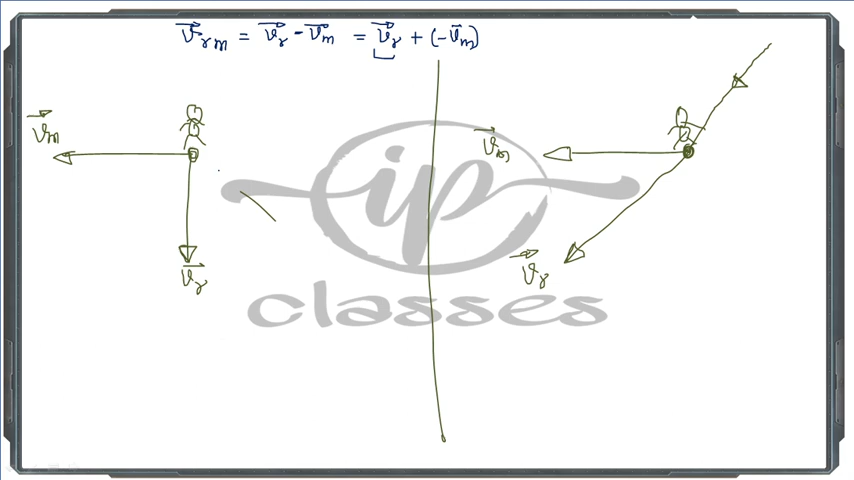 v⃗ᵣₘ = v⃗ᵣ - v⃗ₘ = v⃗ᵣ + (-v⃗ₘ)
v⃗ₘ
v⃗ₘ
v⃗ᵣ
v⃗ᵣ
ip
classes